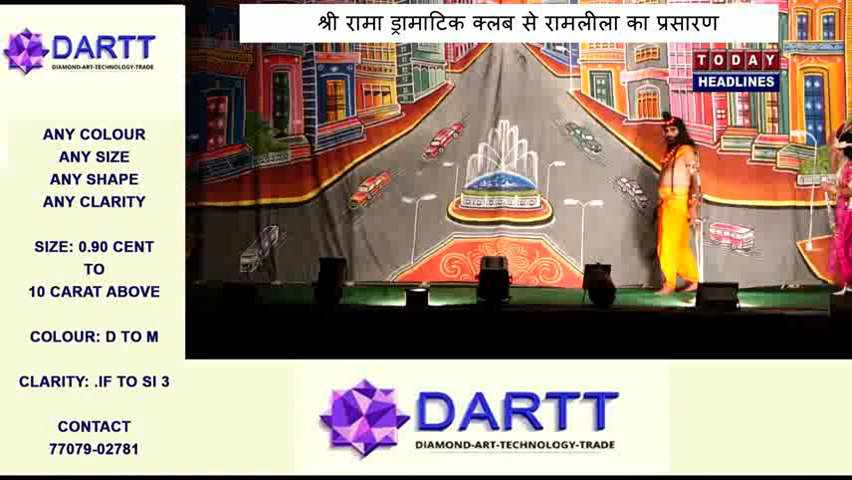 श्री रामा ड्रामाटिक क्लब से रामलीला का प्रसारण
TODAY
HEADLINES
DARTT
DIAMOND-ART-TECHNOLOGY-TRADE
ANY COLOUR
ANY SIZE
ANY SHAPE
ANY CLARITY
SIZE: 0.90 CENT
TO
10 CARAT ABOVE
COLOUR: D TO M
CLARITY: .IF TO SI 3
CONTACT
77079-02781
DARTT
DIAMOND-ART-TECHNOLOGY-TRADE